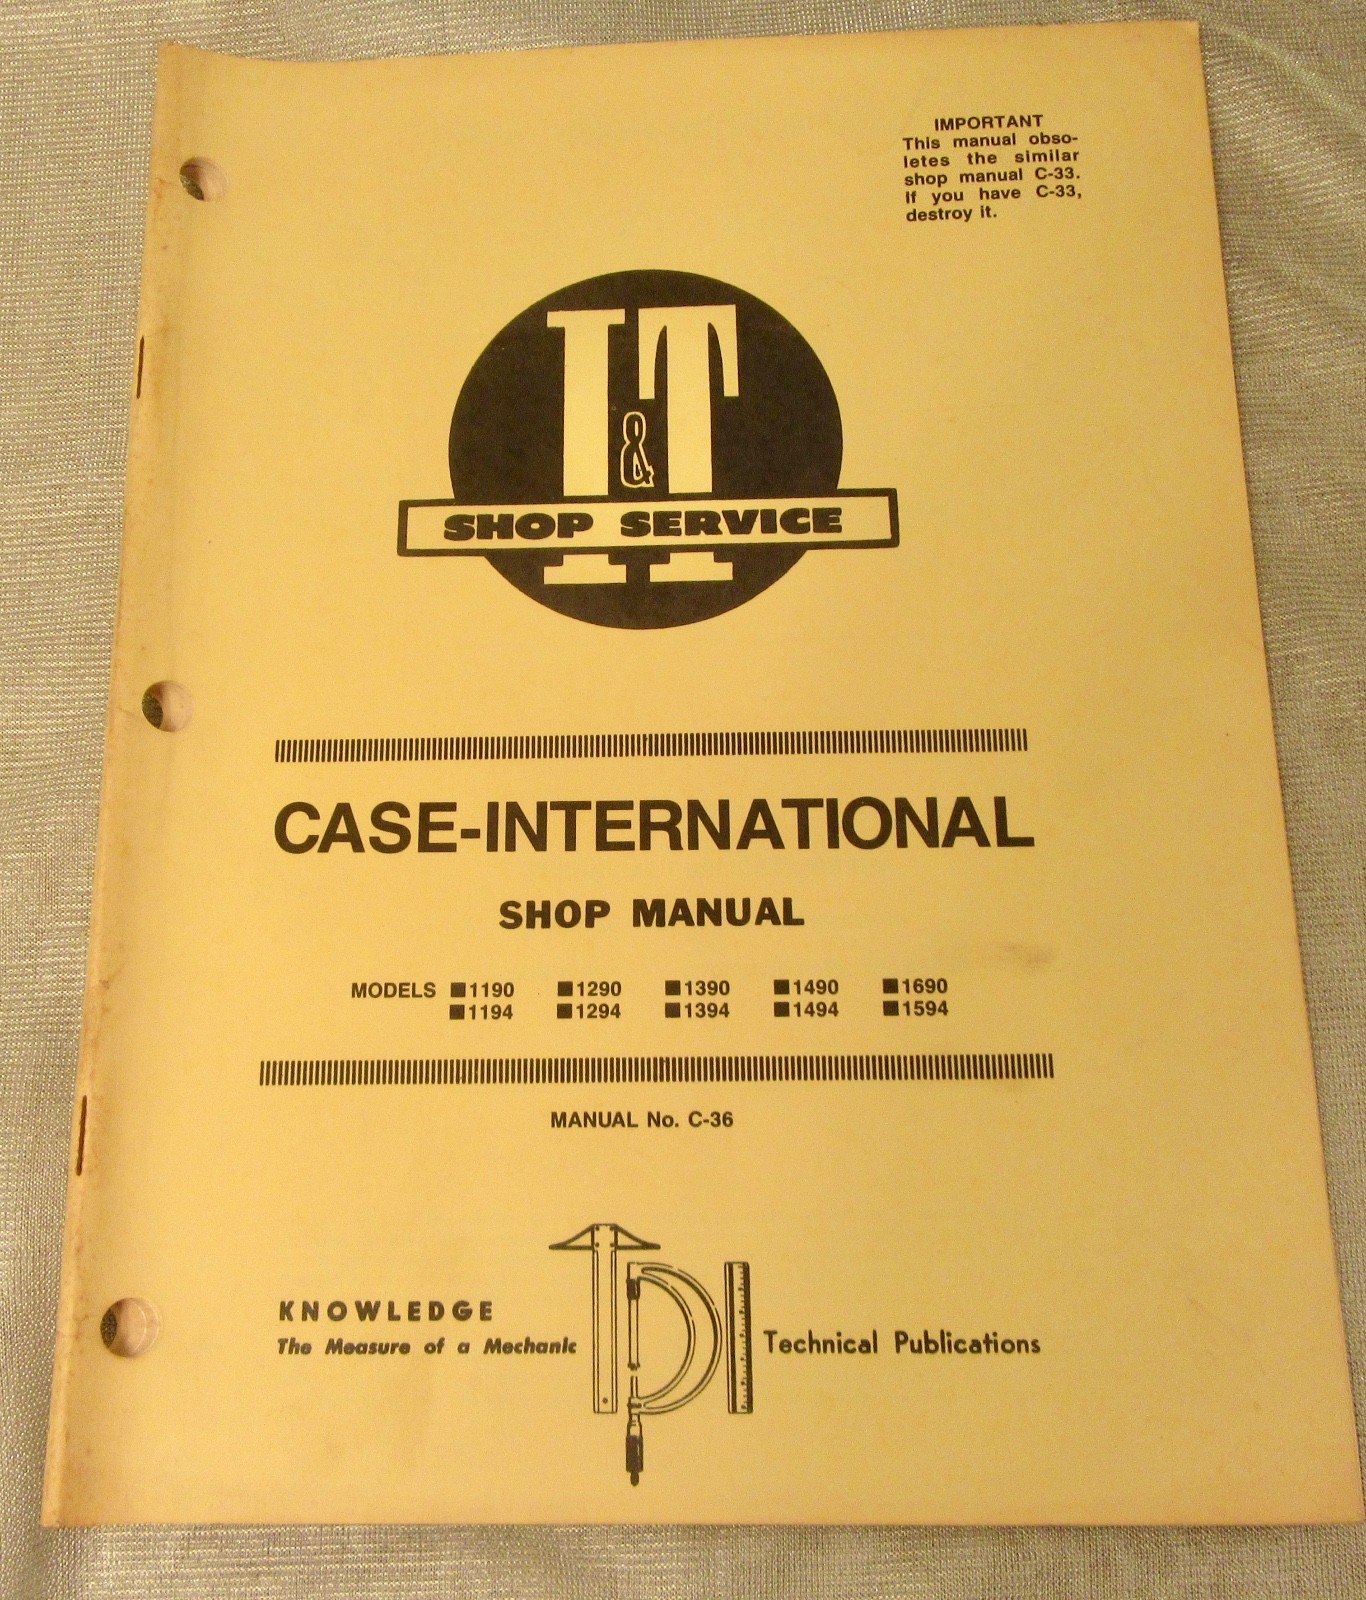 IMPORTANT
This manual obso-
letes the similar
shop manual C-33.
If you have C-33,
destroy it.
I&T
SHOP SERVICE
CASE-INTERNATIONAL
SHOP MANUAL
MODELS ■1190 ■1290 ■1390 ■1490 ■1690
■1194 ■1294 ■1394 ■1494 ■1594
MANUAL No. C-36
KNOWLEDGE
The Measure of a Mechanic
TPI
Technical Publications